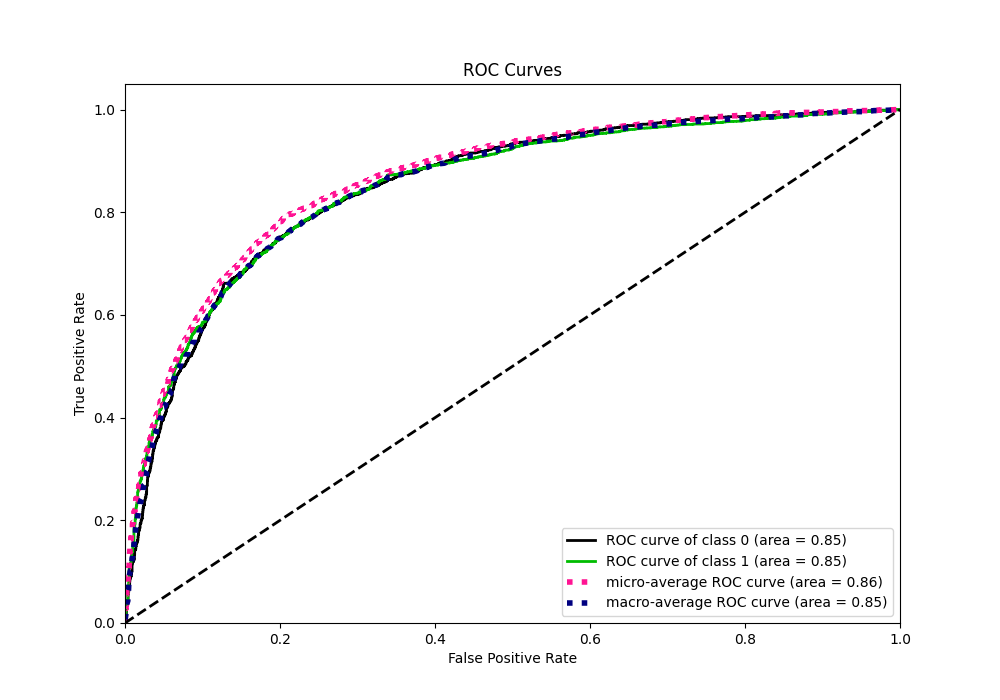 ROC Curves
1.0
0.8
0.6
0.4
0.2
0.0
True Positive Rate
ROC curve of class 0 (area = 0.85)
ROC curve of class 1 (area = 0.85)
micro-average ROC curve (area = 0.86)
macro-average ROC curve (area = 0.85)
0.0 0.2 0.4 0.6 0.8 1.0
False Positive Rate